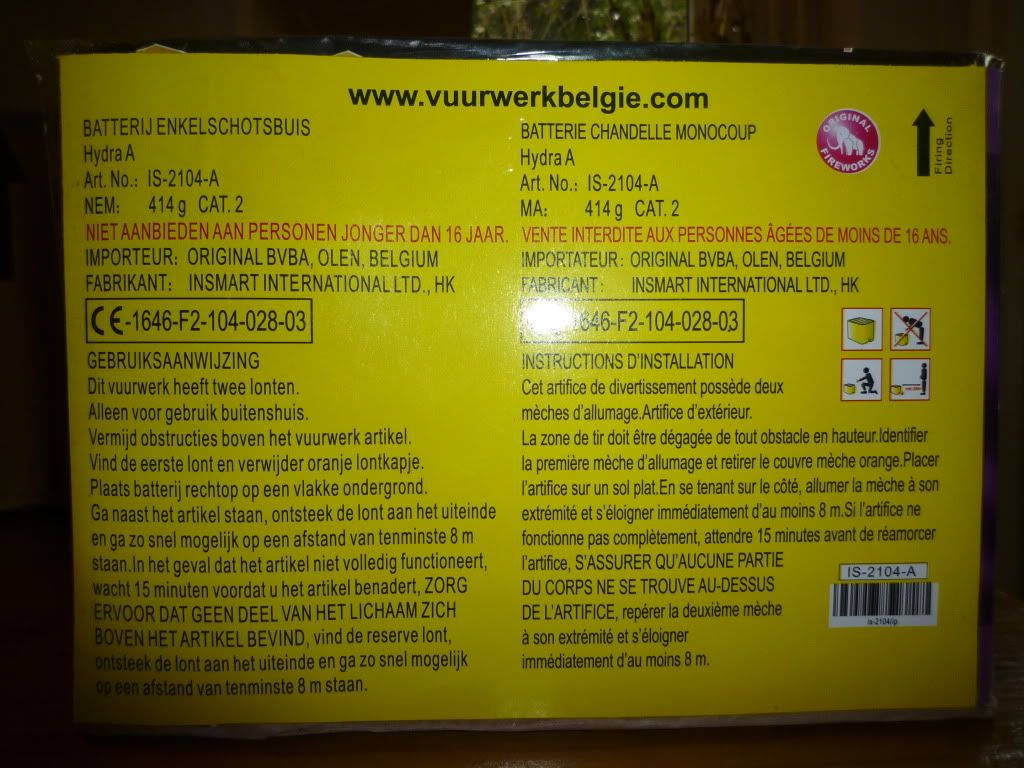 www.vuurwerkbelgie.com
BATTERIJ ENKELSCHOTSBUIS
Hydra A
Art. No.: IS-2104-A
NEM: 414 g CAT. 2
NIET AANBIEDEN AAN PERSONEN JONGER DAN 16 JAAR.
IMPORTEUR: ORIGINAL BVBA, OLEN, BELGIUM
FABRIKANT: INSMART INTERNATIONAL LTD., HK
CE-1646-F2-104-028-03
GEBRUIKSAANWIJZING
Dit vuurwerk heeft twee lonten.
Alleen voor gebruik buitenshuis.
Vermijd obstructies boven het vuurwerk artikel.
Vind de eerste lont en verwijder oranje lontkapje.
Plaats batterij rechtop op een vlakke ondergrond.
Ga naast het artikel staan, ontsteek de lont aan het uiteinde
en ga zo snel mogelijk op een afstand van tenminste 8 m
staan.In het geval dat het artikel niet volledig functioneert,
wacht 15 minuten voordat u het artikel benadert, ZORG
ERVOOR DAT GEEN DEEL VAN HET LICHAAM ZICH
BOVEN HET ARTIKEL BEVIND, vind de reserve lont,
ontsteek de lont aan het uiteinde en ga zo snel mogelijk
op een afstand van tenminste 8 m staan.
BATTERIE CHANDELLE MONOCOUP
Hydra A
Art. No.: IS-2104-A
MA: 414 g CAT. 2
VENTE INTERDITE AUX PERSONNES ÂGÉES DE MOINS DE 16 ANS.
IMPORTATEUR: ORIGINAL BVBA, OLEN, BELGIUM
FABRICANT: INSMART INTERNATIONAL LTD., HK
646-F2-104-028-03
INSTRUCTIONS D'INSTALLATION
Cet artifice de divertissement possède deux
mèches d'allumage.Artifice d'extérieur.
La zone de tir doit être dégagée de tout obstacle en hauteur.Identifier
la première mèche d'allumage et retirer le couvre mèche orange.Placer
l'artifice sur un sol plat.En se tenant sur le côté, allumer la mèche à son
extrémité et s'éloigner immédiatement d'au moins 8 m.Si l'artifice ne
fonctionne pas complètement, attendre 15 minutes avant de réamorcer
l'artifice, S'ASSURER QU'AUCUNE PARTIE
DU CORPS NE SE TROUVE AU-DESSUS
DE L'ARTIFICE, repérer la deuxième mèche
à son extrémité et s'éloigner
immédiatement d'au moins 8 m.
ORIGINAL
FIREWORKS
Firing
Direction
IS-2104-A
is-2104/ip